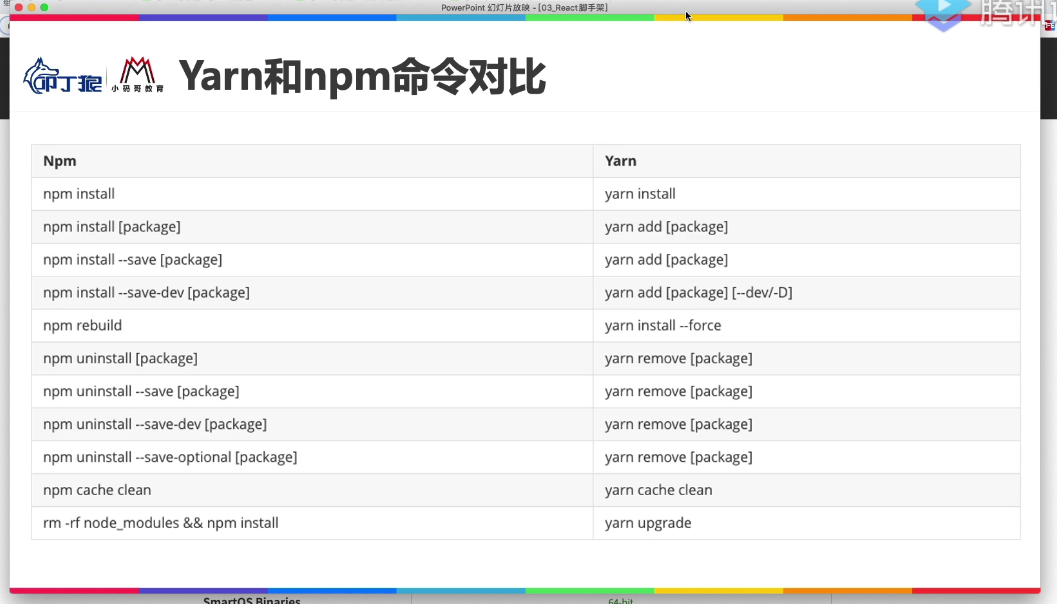 PowerPoint 幻灯片放映 - [03_React脚手架]
腾讯
叩丁狼
小码哥教育
Yarn和npm命令对比
Npm Yarn
npm install yarn install
npm install [package] yarn add [package]
npm install --save [package] yarn add [package]
npm install --save-dev [package] yarn add [package] [--dev/-D]
npm rebuild yarn install --force
npm uninstall [package] yarn remove [package]
npm uninstall --save [package] yarn remove [package]
npm uninstall --save-dev [package] yarn remove [package]
npm uninstall --save-optional [package] yarn remove [package]
npm cache clean yarn cache clean
rm -rf node_modules && npm install yarn upgrade
SmartOS Binaries 64-bit